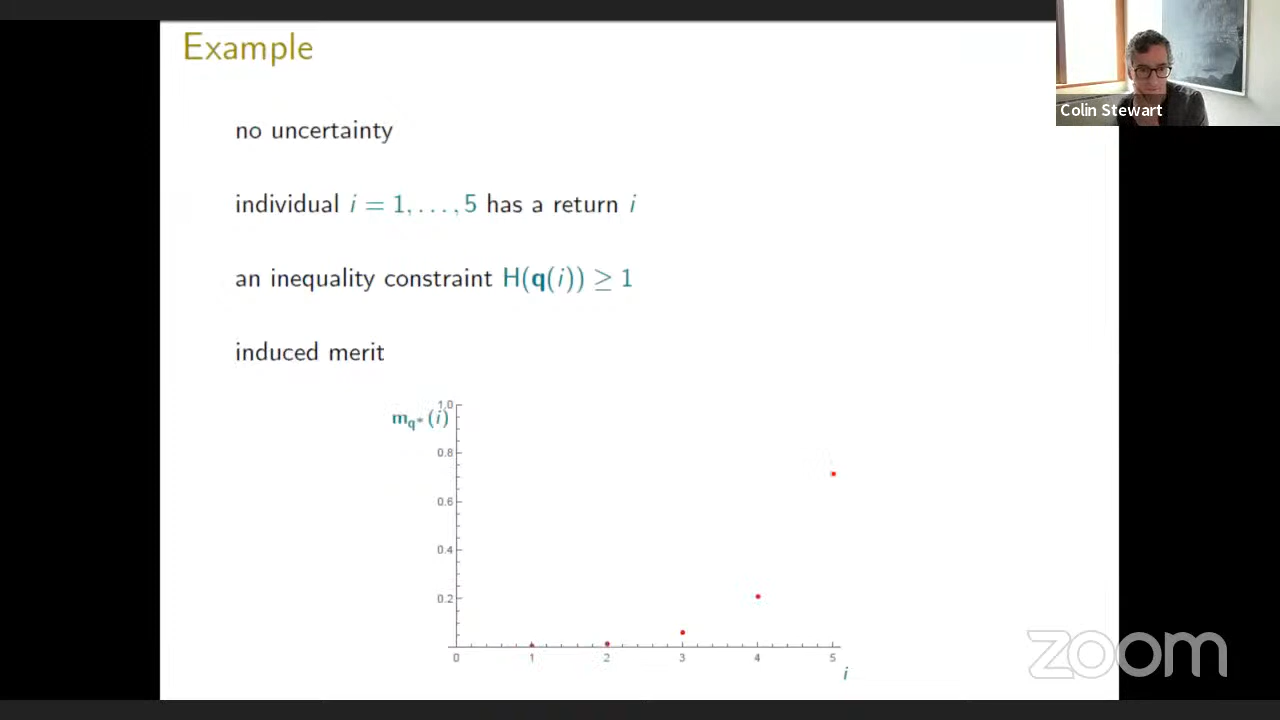 Example
Colin Stewart
no uncertainty
individual i = 1, . . . , 5 has a return i
an inequality constraint H(q(i)) ≥ 1
induced merit
m_q*(i)
1.0
0.8
0.6
0.4
0.2
0 1 2 3 4 5
i
zoom